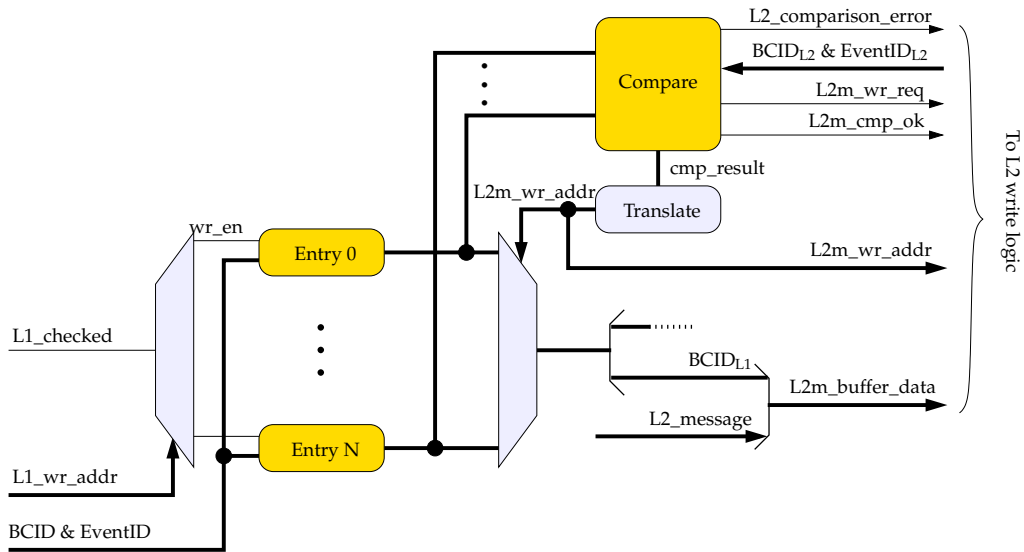 L2_comparison_error
BCIDL2 & EventIDL2
Compare
L2m_wr_req
L2m_cmp_ok
To L2 write logic
cmp_result
L2m_wr_addr
Translate
wr_en
Entry 0
L2m_wr_addr
L1_checked
BCIDL1
L2m_buffer_data
L2_message
Entry N
L1_wr_addr
BCID & EventID